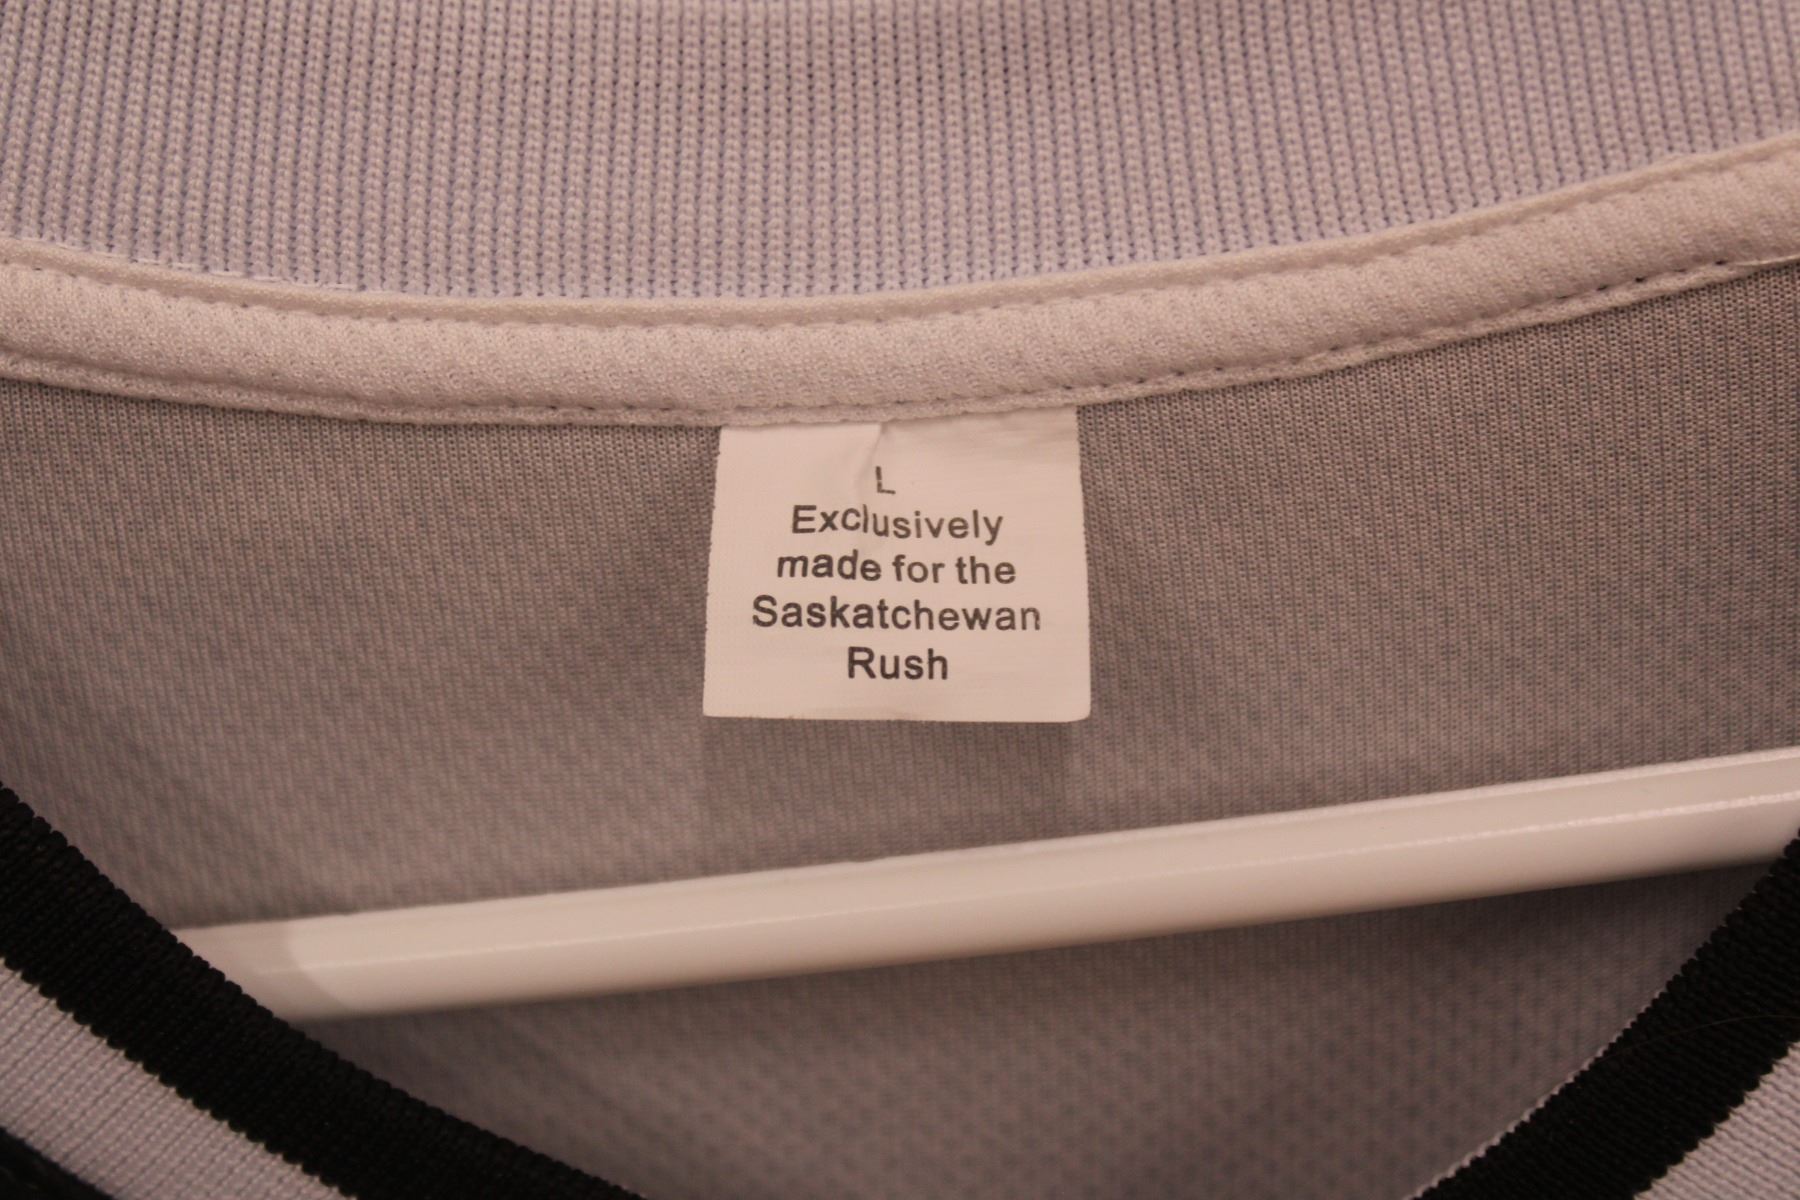 L
Exclusively
made for the
Saskatchewan
Rush